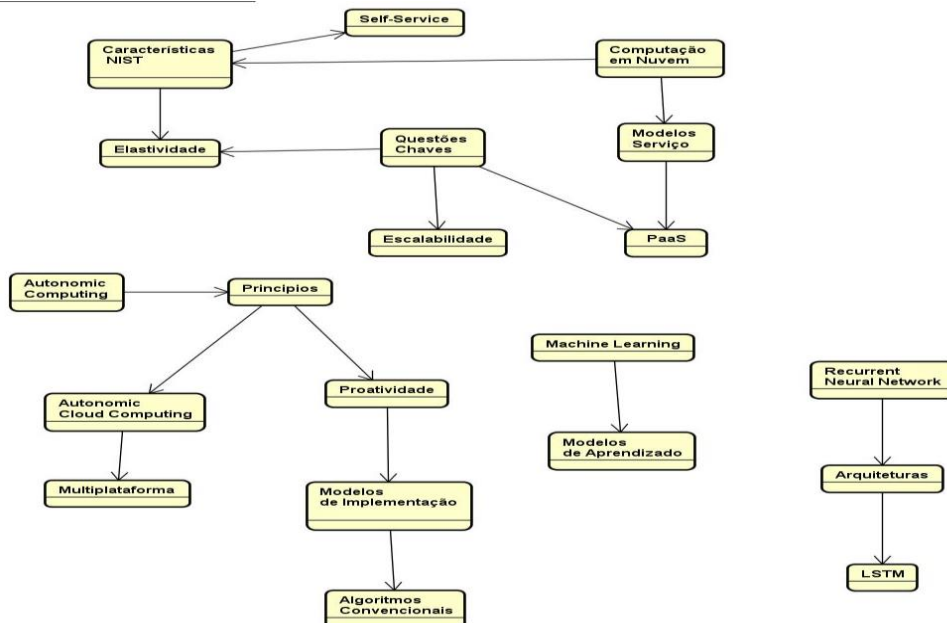 Self-Service
Características
NIST
Computação
em Nuvem
Elastividade
Questões
Chaves
Modelos
Serviço
Escalabilidade
PaaS
Autonomic
Computing
Principios
Machine Learning
Recurrent
Neural Network
Autonomic
Cloud Computing
Proatividade
Modelos
de Aprendizado
Multiplataforma
Modelos
de Implementação
Arquiteturas
LSTM
Algoritmos
Convencionais